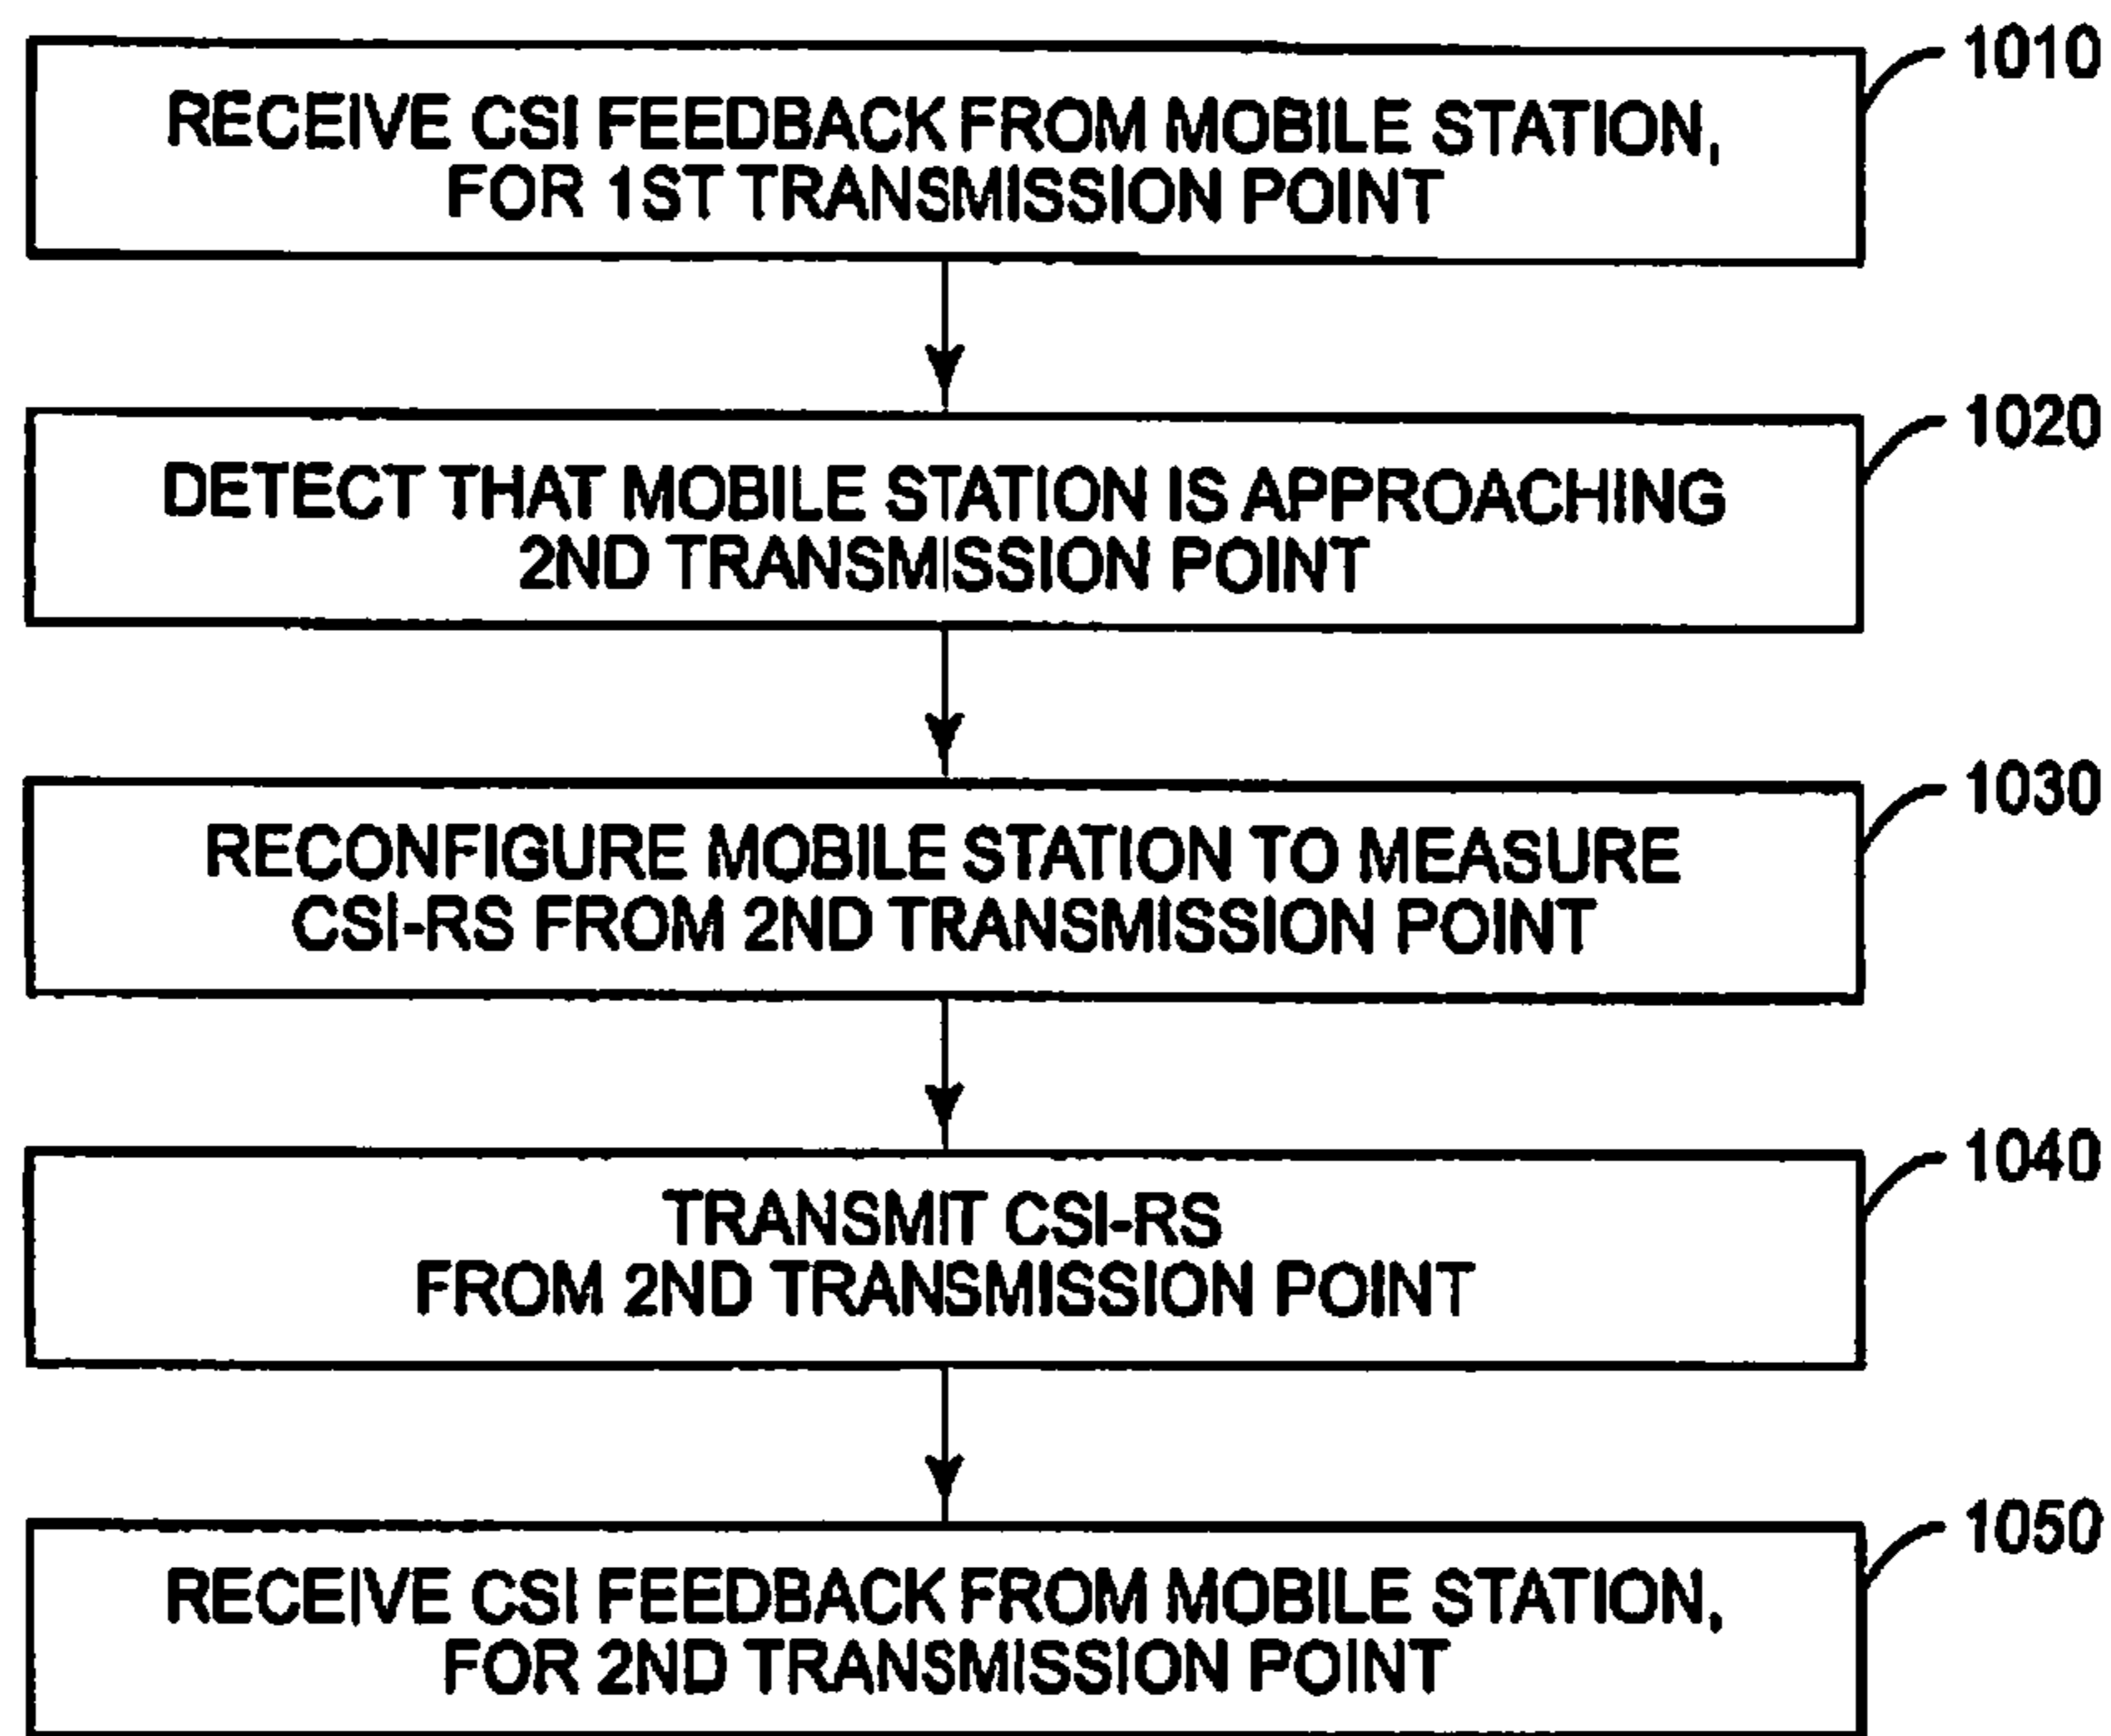 1010
RECEIVE CSI FEEDBACK FROM MOBILE STATION,
FOR 1ST TRANSMISSION POINT
1020
DETECT THAT MOBILE STATION IS APPROACHING
2ND TRANSMISSION POINT
1030
RECONFIGURE MOBILE STATION TO MEASURE
CSI-RS FROM 2ND TRANSMISSION POINT
1040
TRANSMIT CSI-RS
FROM 2ND TRANSMISSION POINT
1050
RECEIVE CSI FEEDBACK FROM MOBILE STATION,
FOR 2ND TRANSMISSION POINT